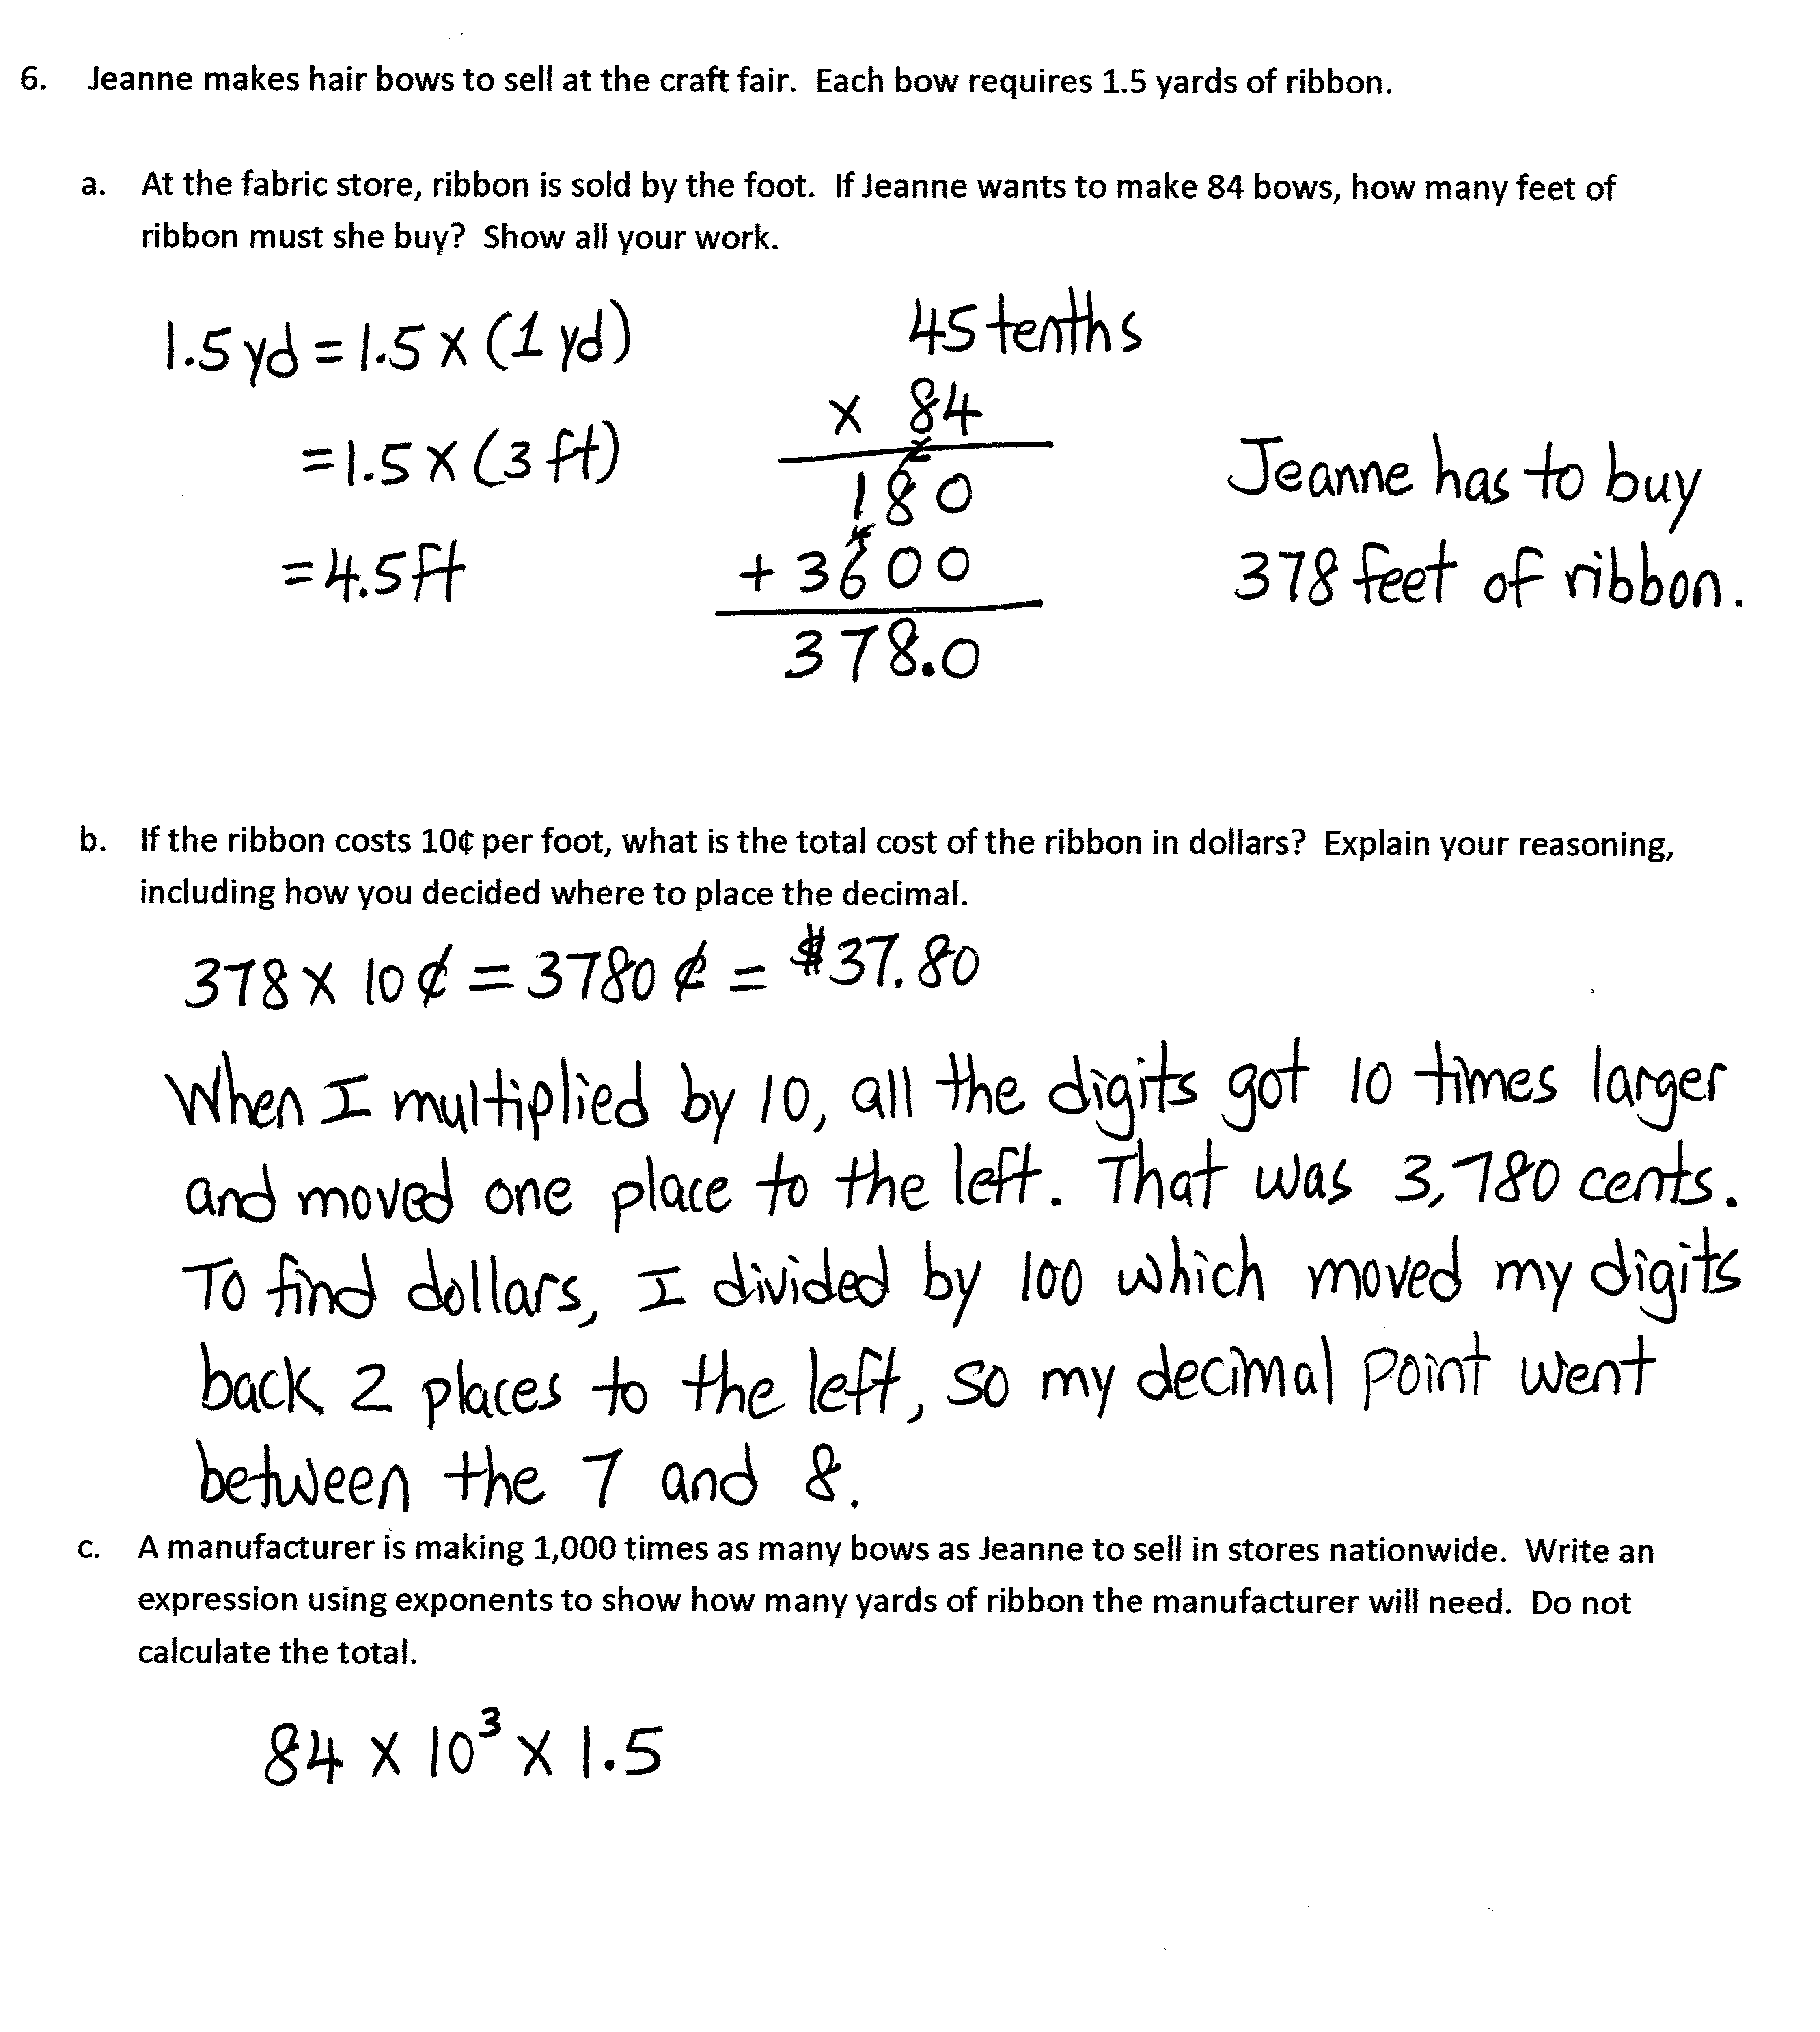 6. Jeanne makes hair bows to sell at the craft fair. Each bow requires 1.5 yards of ribbon.
a. At the fabric store, ribbon is sold by the foot. If Jeanne wants to make 84 bows, how many feet of
ribbon must she buy? Show all your work.
1.5 yd = 1.5 x (1 yd)
= 1.5 x (3 ft)
= 4.5 ft
45 tenths
x 84
180
+ 3600
378.0
Jeanne has to buy
378 feet of ribbon.
b. If the ribbon costs 10¢ per foot, what is the total cost of the ribbon in dollars? Explain your reasoning,
including how you decided where to place the decimal.
378 x 10 ¢ = 3780 ¢ = $37.80
When I multiplied by 10, all the digits got 10 times larger
and moved one place to the left. That was 3,780 cents.
To find dollars, I divided by 100 which moved my digits
back 2 places to the left, so my decimal point went
between the 7 and 8.
c. A manufacturer is making 1,000 times as many bows as Jeanne to sell in stores nationwide. Write an
expression using exponents to show how many yards of ribbon the manufacturer will need. Do not
calculate the total.
84 x 10³ x 1.5